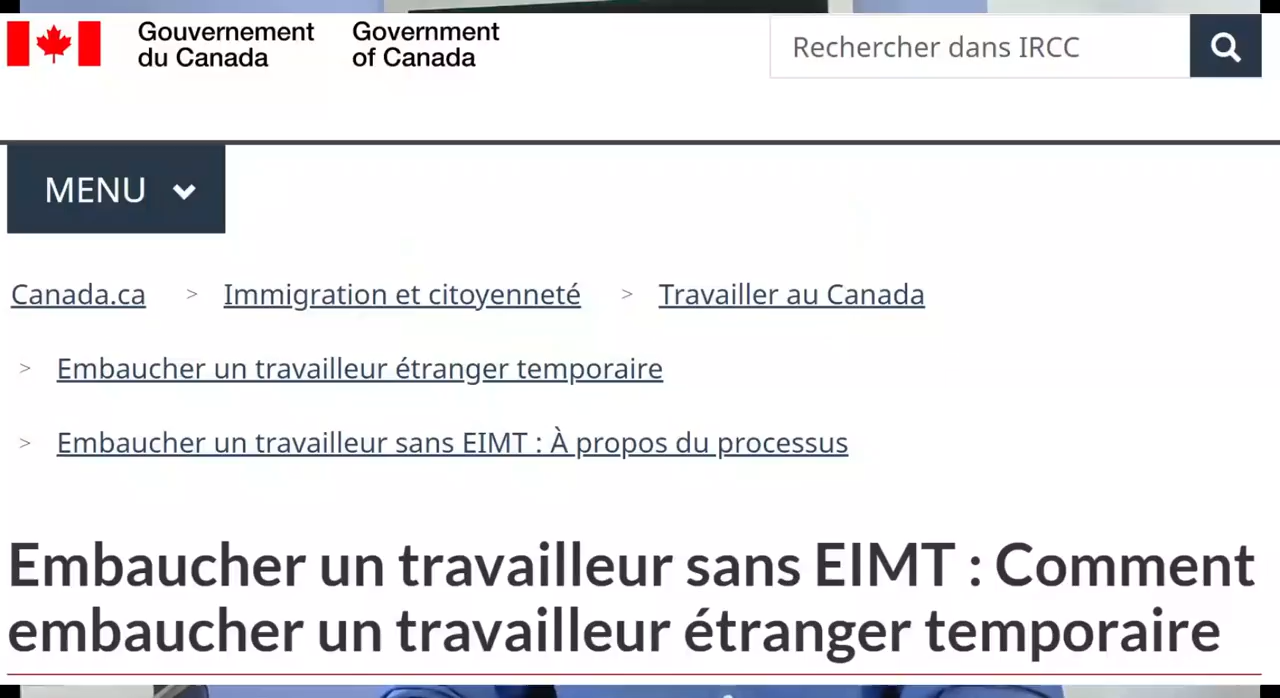 Gouvernement
du Canada
Government
of Canada
Rechercher dans IRCC
MENU
Canada.ca > Immigration et citoyenneté > Travailler au Canada
> Embaucher un travailleur étranger temporaire
> Embaucher un travailleur sans EIMT : À propos du processus
Embaucher un travailleur sans EIMT : Comment
embaucher un travailleur étranger temporaire